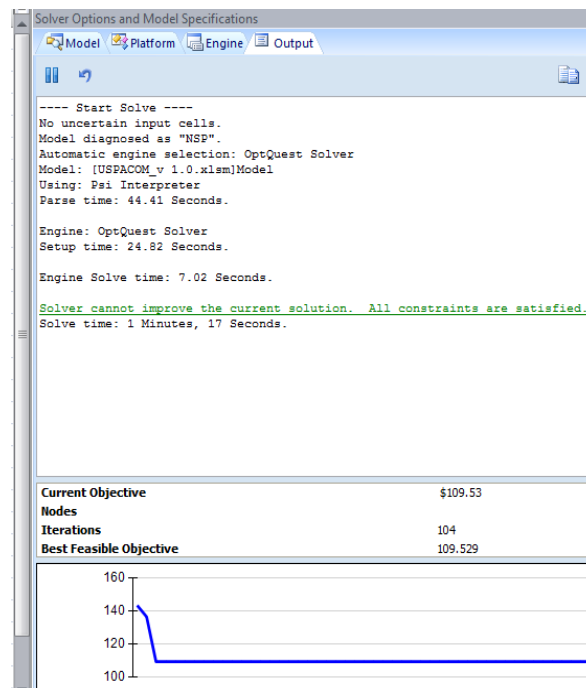 Solver Options and Model Specifications
Model Platform Engine Output
---- Start Solve ----
No uncertain input cells.
Model diagnosed as "NSP".
Automatic engine selection: OptQuest Solver
Model: [USPACOM_v 1.0.xlsm]Model
Using: Psi Interpreter
Parse time: 44.41 Seconds.
Engine: OptQuest Solver
Setup time: 24.82 Seconds.
Engine Solve time: 7.02 Seconds.
Solver cannot improve the current solution.  All constraints are satisfied.
Solve time: 1 Minutes, 17 Seconds.
Current Objective $109.53
Nodes
Iterations 104
Best Feasible Objective 109.529
160
140
120
100